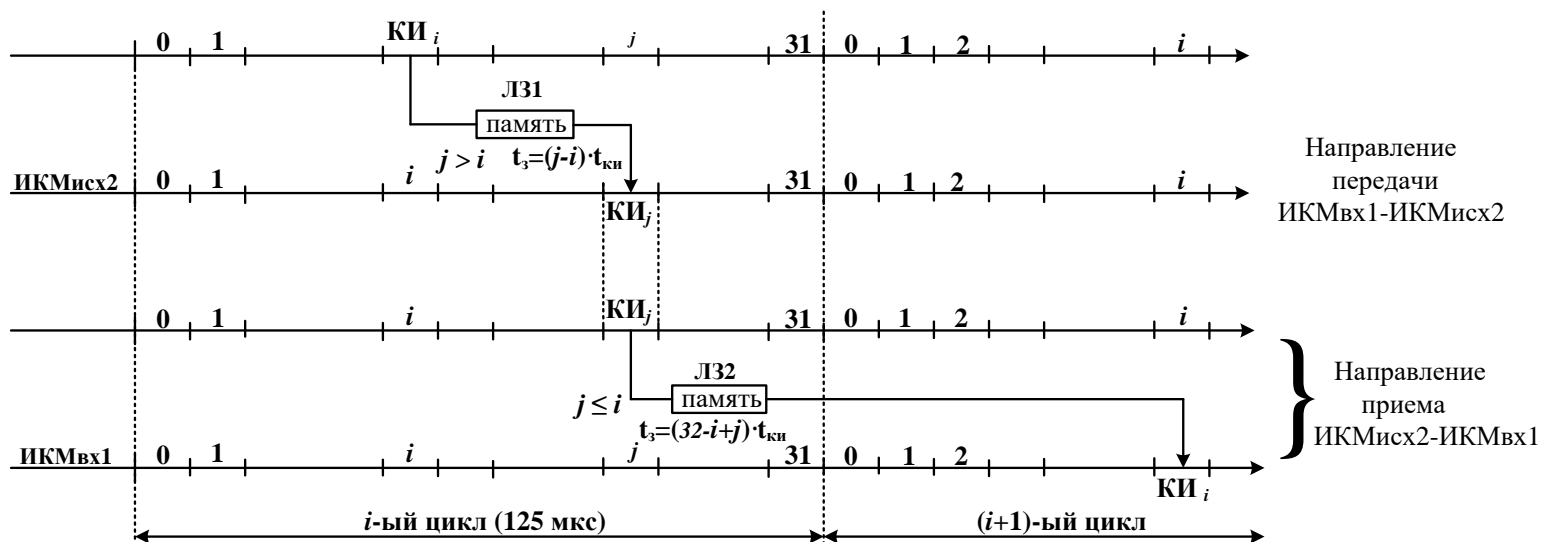 0 1 КИ i j 31 0 1 2 i
ЛЗ1
память
j > i tз=(j-i)·tки
ИКМисх2 0 1 i 31 0 1 2 i
КИj
Направление
передачи
ИКМвх1-ИКМисх2
0 1 i КИj 31 0 1 2 i
ЛЗ2
j ≤ i память
tз=(32-i+j)·tки
ИКМвх1 0 1 i j 31 0 1 2
КИ i
}
Направление
приема
ИКМисх2-ИКМвх1
i-ый цикл (125 мкс) (i+1)-ый цикл